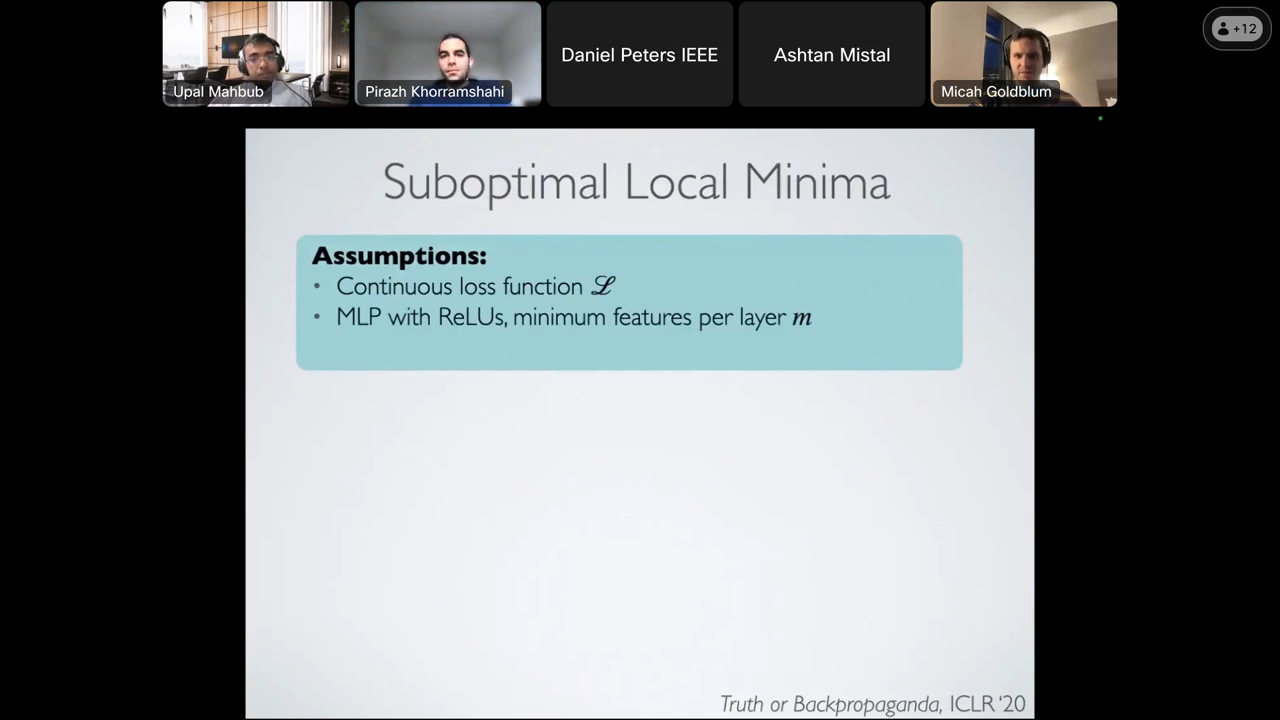 Upal Mahbub
Pirazh Khorramshahi
Daniel Peters IEEE
Ashtan Mistal
Micah Goldblum
+12
Suboptimal Local Minima
Assumptions:
• Continuous loss function ℒ
• MLP with ReLUs, minimum features per layer m
Truth or Backpropaganda, ICLR ‘20